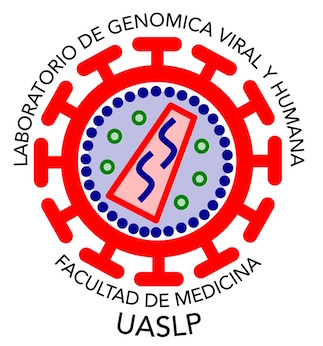 LABORATORIO DE GENOMICA VIRAL Y HUMANA
FACULTAD DE MEDICINA
UASLP